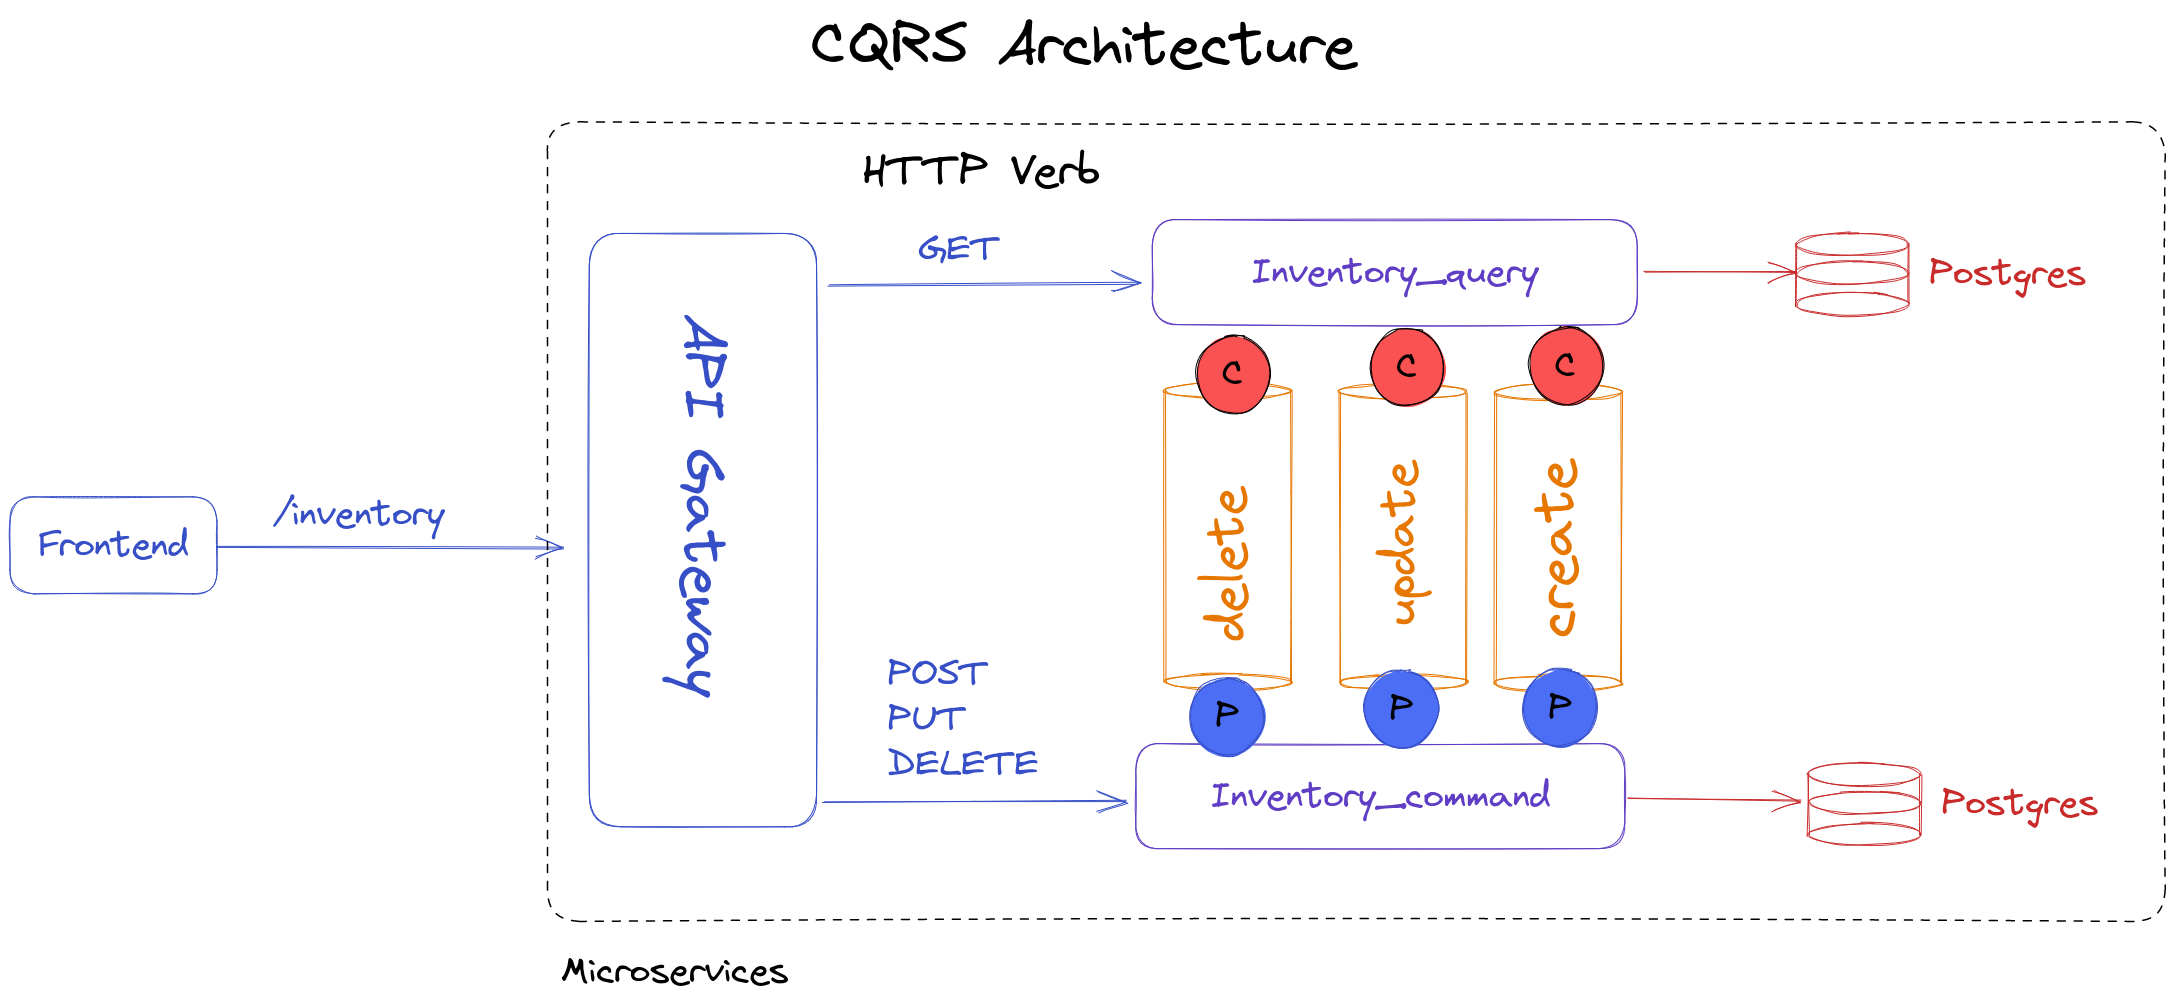 CQRS Architecture
HTTP Verb
GET
Inventory_query
Postgres
C
C
C
API Gateway
delete
update
create
/inventory
Frontend
POST
PUT
DELETE
P
P
P
Inventory_command
Postgres
Microservices